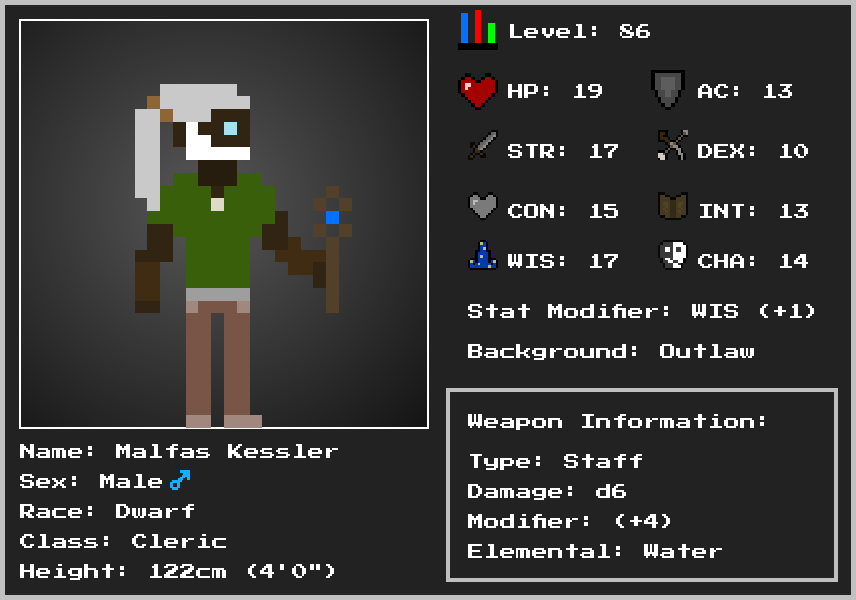 Level: 86
HP: 19
AC: 13
STR: 17
DEX: 10
CON: 15
INT: 13
WIS: 17
CHA: 14
Stat Modifier: WIS (+1)
Background: Outlaw
Weapon Information:
Type: Staff
Damage: d6
Modifier: (+4)
Elemental: Water
Name: Malfas Kessler
Sex: Male ♂
Race: Dwarf
Class: Cleric
Height: 122cm (4'0")